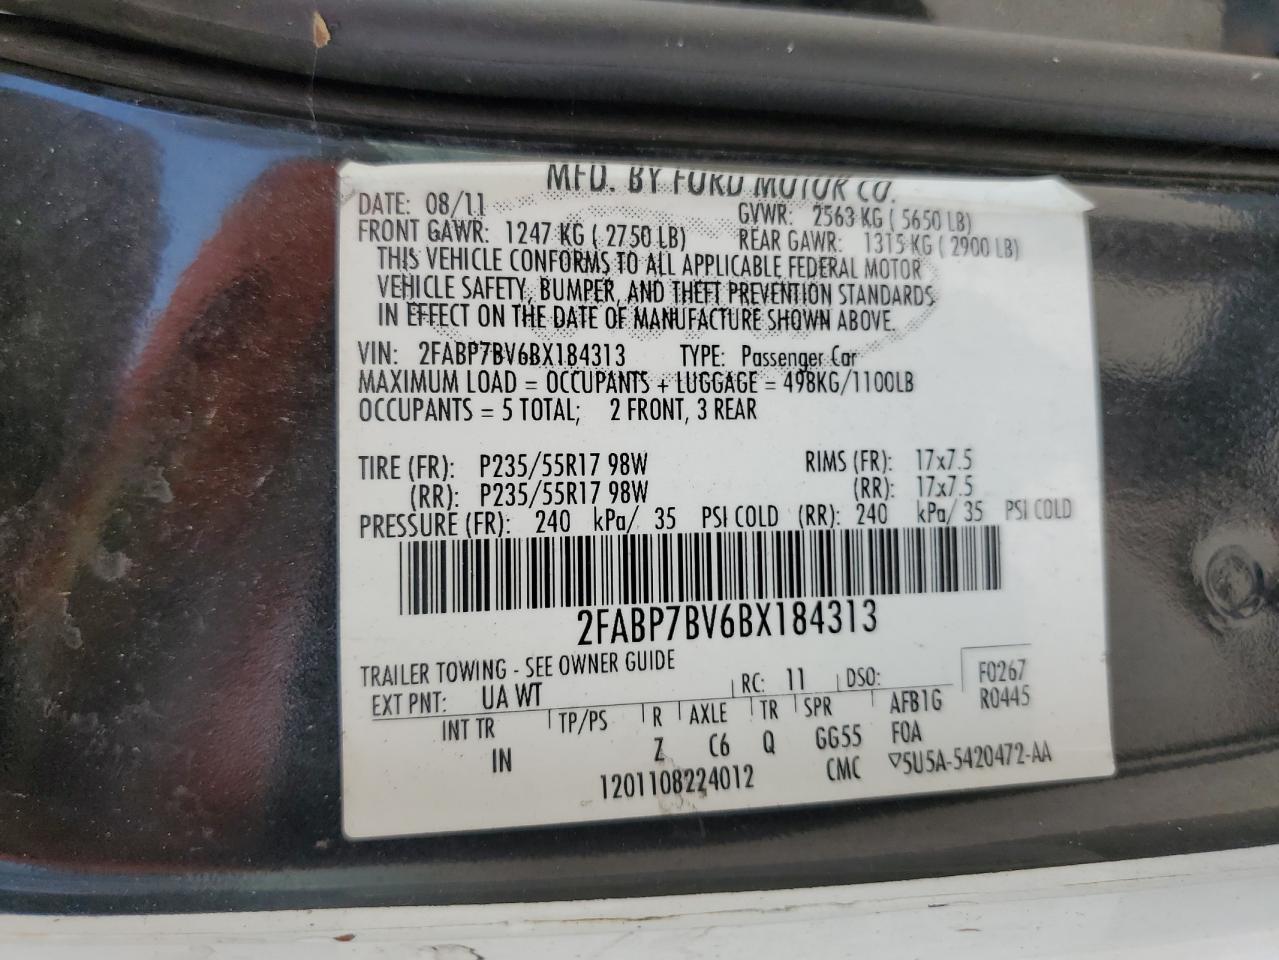 MFD. BY FORD MOTOR CO.
DATE: 08/11 GVWR: 2563 KG ( 5650 LB)
FRONT GAWR: 1247 KG ( 2750 LB) REAR GAWR: 1315 KG ( 2900 LB)
THIS VEHICLE CONFORMS TO ALL APPLICABLE FEDERAL MOTOR
VEHICLE SAFETY, BUMPER, AND THEFT PREVENTION STANDARDS
IN EFFECT ON THE DATE OF MANUFACTURE SHOWN ABOVE.
VIN: 2FABP7BV6BX184313 TYPE: Passenger Car
MAXIMUM LOAD = OCCUPANTS + LUGGAGE = 498KG/1100LB
OCCUPANTS = 5 TOTAL; 2 FRONT, 3 REAR
TIRE (FR): P235/55R17 98W RIMS (FR): 17x7.5
(RR): P235/55R17 98W (RR): 17x7.5
PRESSURE (FR): 240 kPa/ 35 PSI COLD (RR): 240 kPa/ 35 PSI COLD
2FABP7BV6BX184313
TRAILER TOWING - SEE OWNER GUIDE
EXT PNT: UA WT RC: 11 DSO: F0267
INT TR TP/PS R AXLE TR SPR AFB1G R0445
IN Z C6 Q GG55 FOA
1201108224012 CMC ▽5U5A-5420472-AA